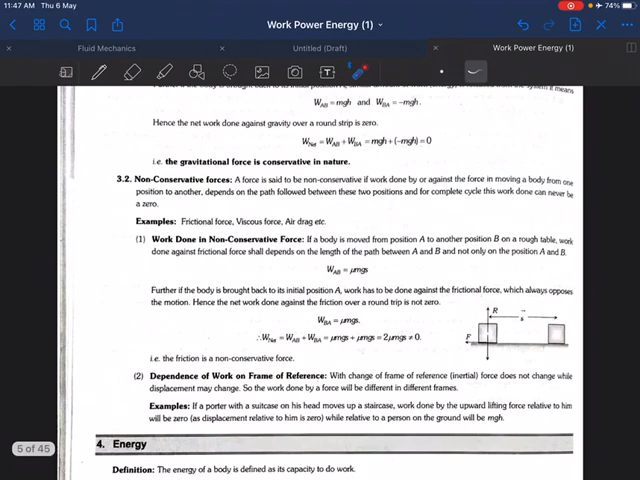 11:47 AM Thu 6 May
74%
Work Power Energy (1)
Fluid Mechanics
Untitled (Draft)
Work Power Energy (1)
W_AB = mgh and W_BA = –mgh.
Hence the net work done against gravity over a round strip is zero.
W_Net = W_AB + W_BA = mgh + (–mgh) = 0
i.e. the gravitational force is conservative in nature.
3.2. Non-Conservative forces: A force is said to be non-conservative if work done by or against the force in moving a body from one
position to another, depends on the path followed between these two positions and for complete cycle this work done can never be
a zero.
Examples: Frictional force, Viscous force, Air drag etc.
(1) Work Done in Non-Conservative Force: If a body is moved from position A to another position B on a rough table, work
done against frictional force shall depends on the length of the path between A and B and not only on the position A and B.
W_AB = μmgs
Further if the body is brought back to its initial position A, work has to be done against the frictional force, which always opposes
the motion. Hence the net work done against the friction over a round trip is not zero.
W_BA = μmgs.
∴W_Net = W_AB + W_BA = μmgs + μmgs = 2μmgs ≠ 0.
R
s
F
i.e. the friction is a non-conservative force.
(2) Dependence of Work on Frame of Reference: With change of frame of reference (inertial) force does not change while
displacement may change. So the work done by a force will be different in different frames.
Examples: If a porter with a suitcase on his head moves up a staircase, work done by the upward lifting force relative to him
will be zero (as displacement relative to him is zero) while relative to a person on the ground will be mgh.
5 of 45
4. Energy
Definition: The energy of a body is defined as its capacity to do work.